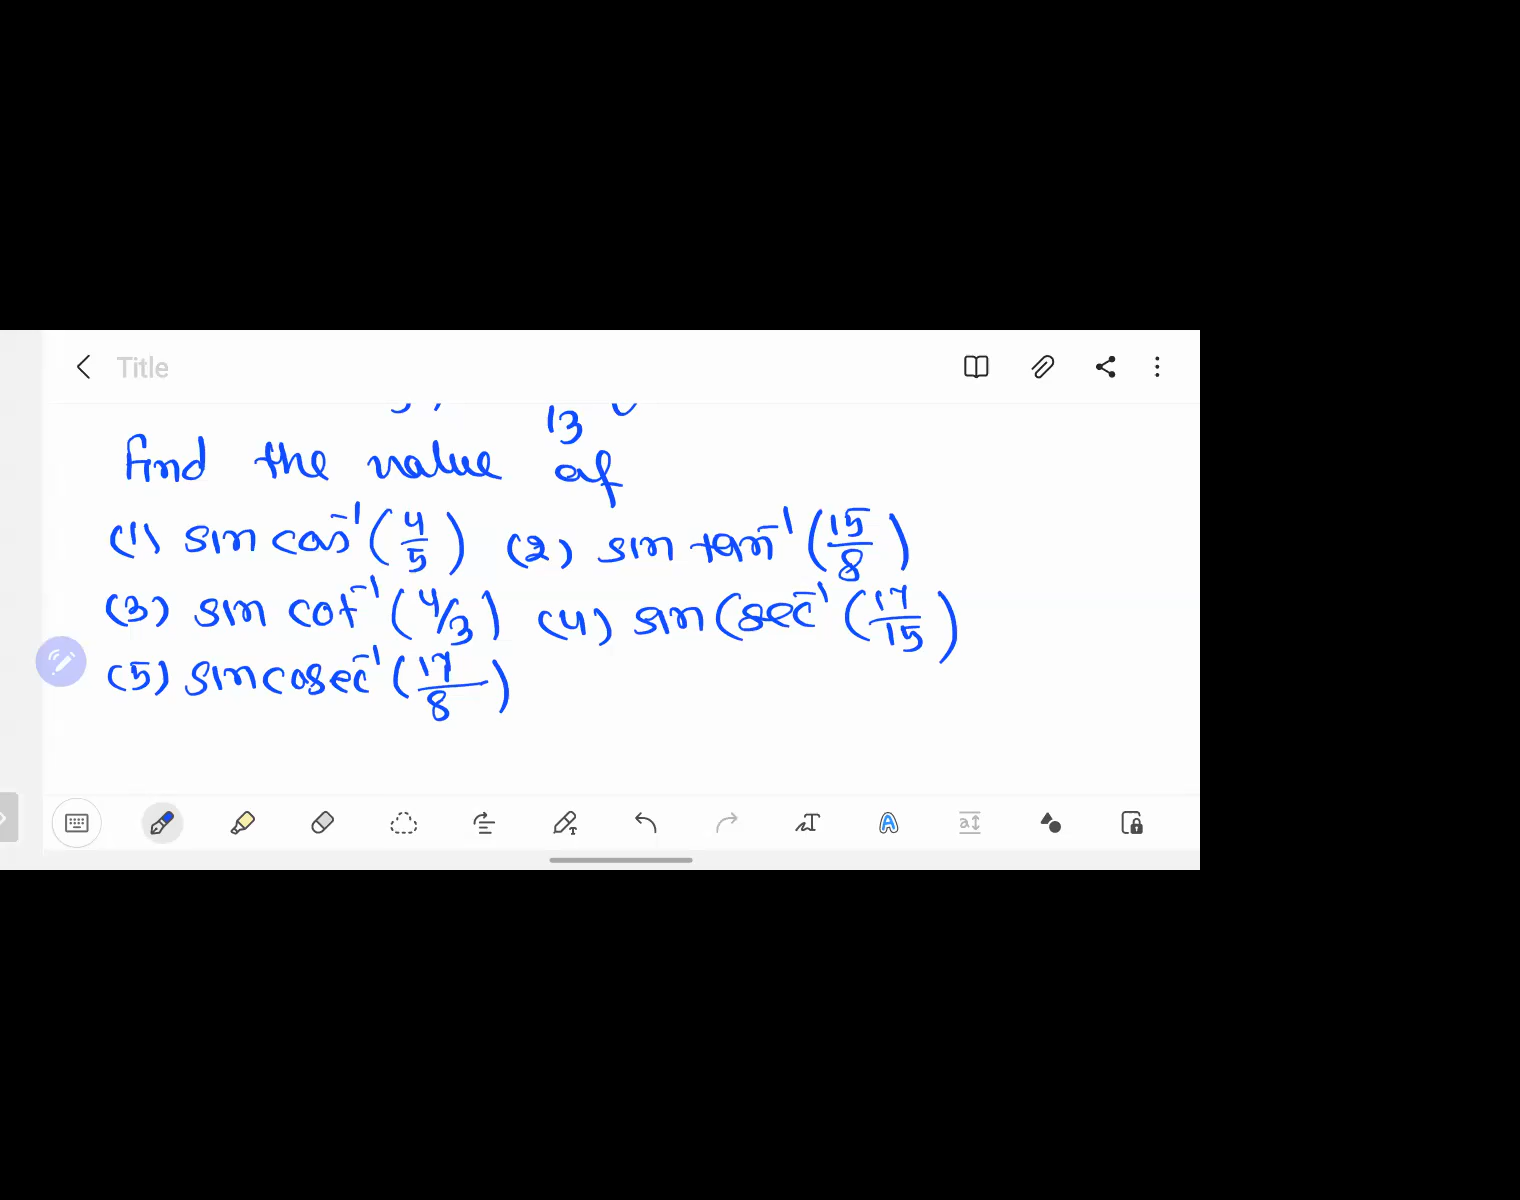 Title
13
Find the value of
(1) sin cos⁻¹(4/5) (2) sin tan⁻¹(15/8)
(3) sin cot⁻¹(4/3) (4) sin(sec⁻¹(17/15)
(5) sin cosec⁻¹(17/8)